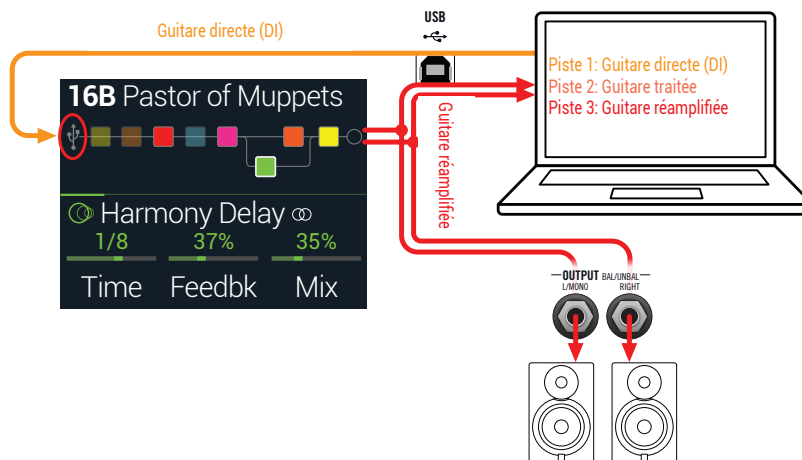 Guitare directe (DI)
USB
16B Pastor of Muppets
Harmony Delay
1/8 37% 35%
Time Feedbk Mix
Guitare réamplifiée
Piste 1: Guitare directe (DI)
Piste 2: Guitare traitée
Piste 3: Guitare réamplifiée
OUTPUT BAL/UNBAL
L/MONO RIGHT